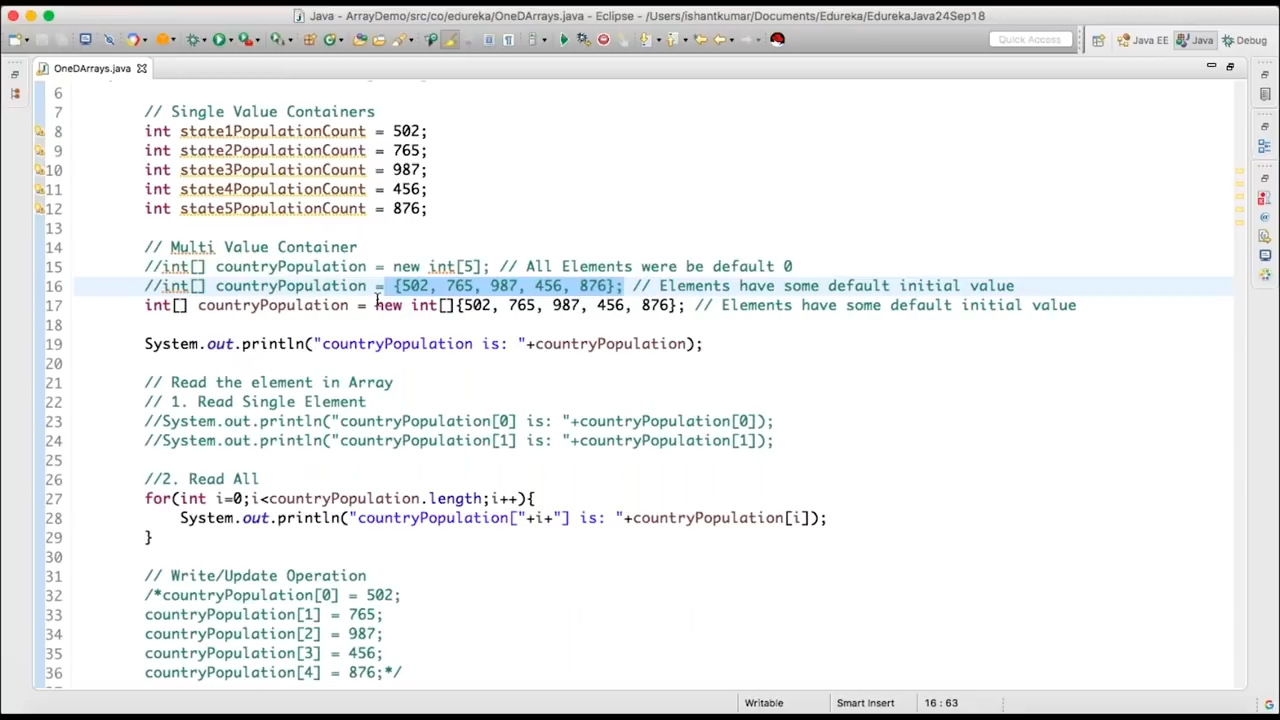 Java - ArrayDemo/src/co/edureka/OneDArrays.java - Eclipse - /Users/ishantkumar/Documents/Edureka/EdurekaJava24Sep18
Quick Access
Java EE
Java
Debug
OneDArrays.java
6
7 // Single Value Containers
8 int state1PopulationCount = 502;
9 int state2PopulationCount = 765;
10 int state3PopulationCount = 987;
11 int state4PopulationCount = 456;
12 int state5PopulationCount = 876;
13
14 // Multi Value Container
15 //int[] countryPopulation = new int[5]; // All Elements were be default 0
16 //int[] countryPopulation = {502, 765, 987, 456, 876}; // Elements have some default initial value
17 int[] countryPopulation = new int[]{502, 765, 987, 456, 876}; // Elements have some default initial value
18
19 System.out.println("countryPopulation is: "+countryPopulation);
20
21 // Read the element in Array
22 // 1. Read Single Element
23 //System.out.println("countryPopulation[0] is: "+countryPopulation[0]);
24 //System.out.println("countryPopulation[1] is: "+countryPopulation[1]);
25
26 //2. Read All
27 for(int i=0;i<countryPopulation.length;i++){
28 System.out.println("countryPopulation["+i+"] is: "+countryPopulation[i]);
29 }
30
31 // Write/Update Operation
32 /*countryPopulation[0] = 502;
33 countryPopulation[1] = 765;
34 countryPopulation[2] = 987;
35 countryPopulation[3] = 456;
36 countryPopulation[4] = 876;*/
Writable
Smart Insert
16 : 63